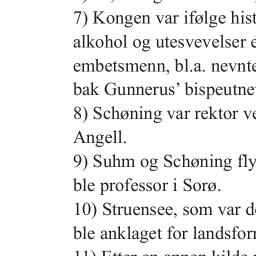 7) Kongen var ifølge hist
alkohol og utesvevelser e
embetsmenn, bl.a. nevnte
bak Gunnerus’ bispeutne
8) Schøning var rektor ve
Angell.
9) Suhm og Schøning fly
ble professor i Sorø.
10) Struensee, som var d
ble anklaget for landsforr